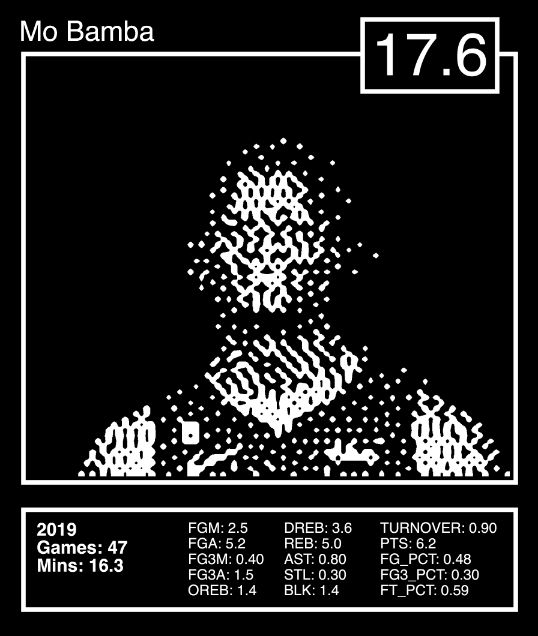 Mo Bamba
17.6
2019
Games: 47
Mins: 16.3
FGM: 2.5
FGA: 5.2
FG3M: 0.40
FG3A: 1.5
OREB: 1.4
DREB: 3.6
REB: 5.0
AST: 0.80
STL: 0.30
BLK: 1.4
TURNOVER: 0.90
PTS: 6.2
FG_PCT: 0.48
FG3_PCT: 0.30
FT_PCT: 0.59